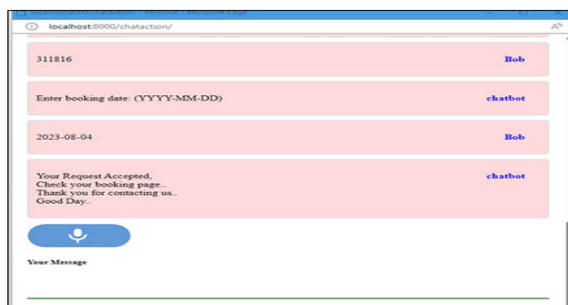 localhost:8000/chataction/
311816 Bob
Enter booking date: (YYYY-MM-DD) chatbot
2023-08-04 Bob
Your Request Accepted, chatbot
Check your booking page..
Thank you for contacting us..
Good Day..
Your Message